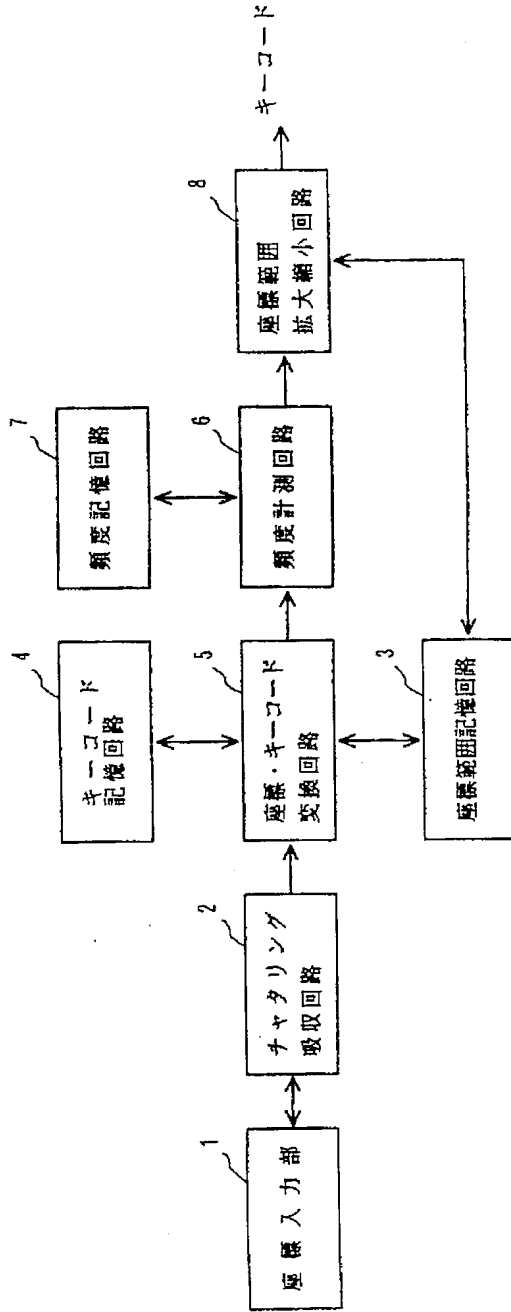 1
座標入力部
2
チャタリング
吸収回路
4
キーコード
記憶回路
5
座標・キーコード
変換回路
3
座標範囲記憶回路
7
頻度記憶回路
6
頻度計測回路
8
座標範囲
拡大縮小回路
キーコード